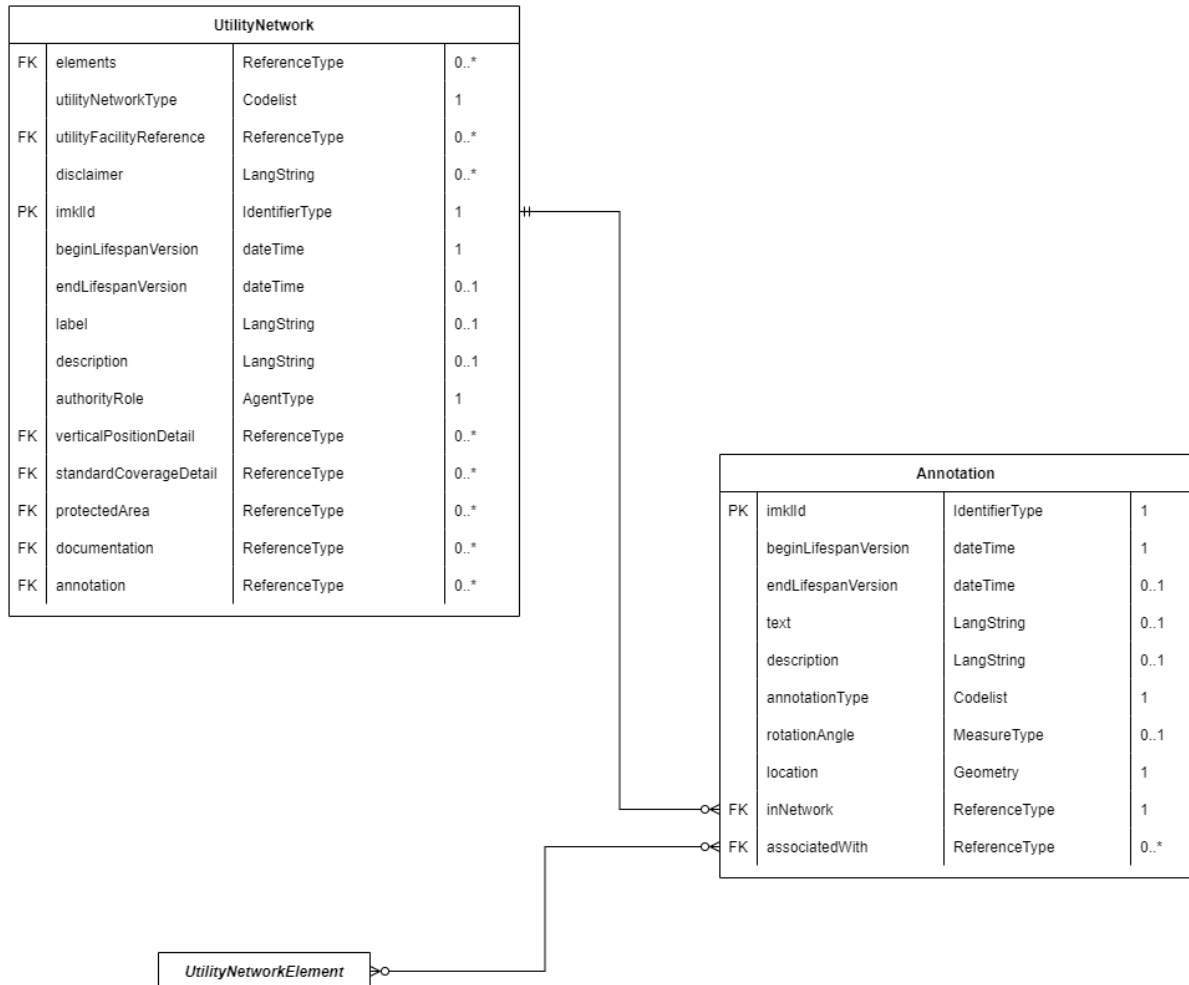 UtilityNetwork
FK elements ReferenceType 0..*
utilityNetworkType Codelist 1
FK utilityFacilityReference ReferenceType 0..*
disclaimer LangString 0..*
PK imklId IdentifierType 1
beginLifespanVersion dateTime 1
endLifespanVersion dateTime 0..1
label LangString 0..1
description LangString 0..1
authorityRole AgentType 1
FK verticalPositionDetail ReferenceType 0..*
FK standardCoverageDetail ReferenceType 0..*
FK protectedArea ReferenceType 0..*
FK documentation ReferenceType 0..*
FK annotation ReferenceType 0..*
Annotation
PK imklId IdentifierType 1
beginLifespanVersion dateTime 1
endLifespanVersion dateTime 0..1
text LangString 0..1
description LangString 0..1
annotationType Codelist 1
rotationAngle MeasureType 0..1
location Geometry 1
FK inNetwork ReferenceType 1
FK associatedWith ReferenceType 0..*
UtilityNetworkElement